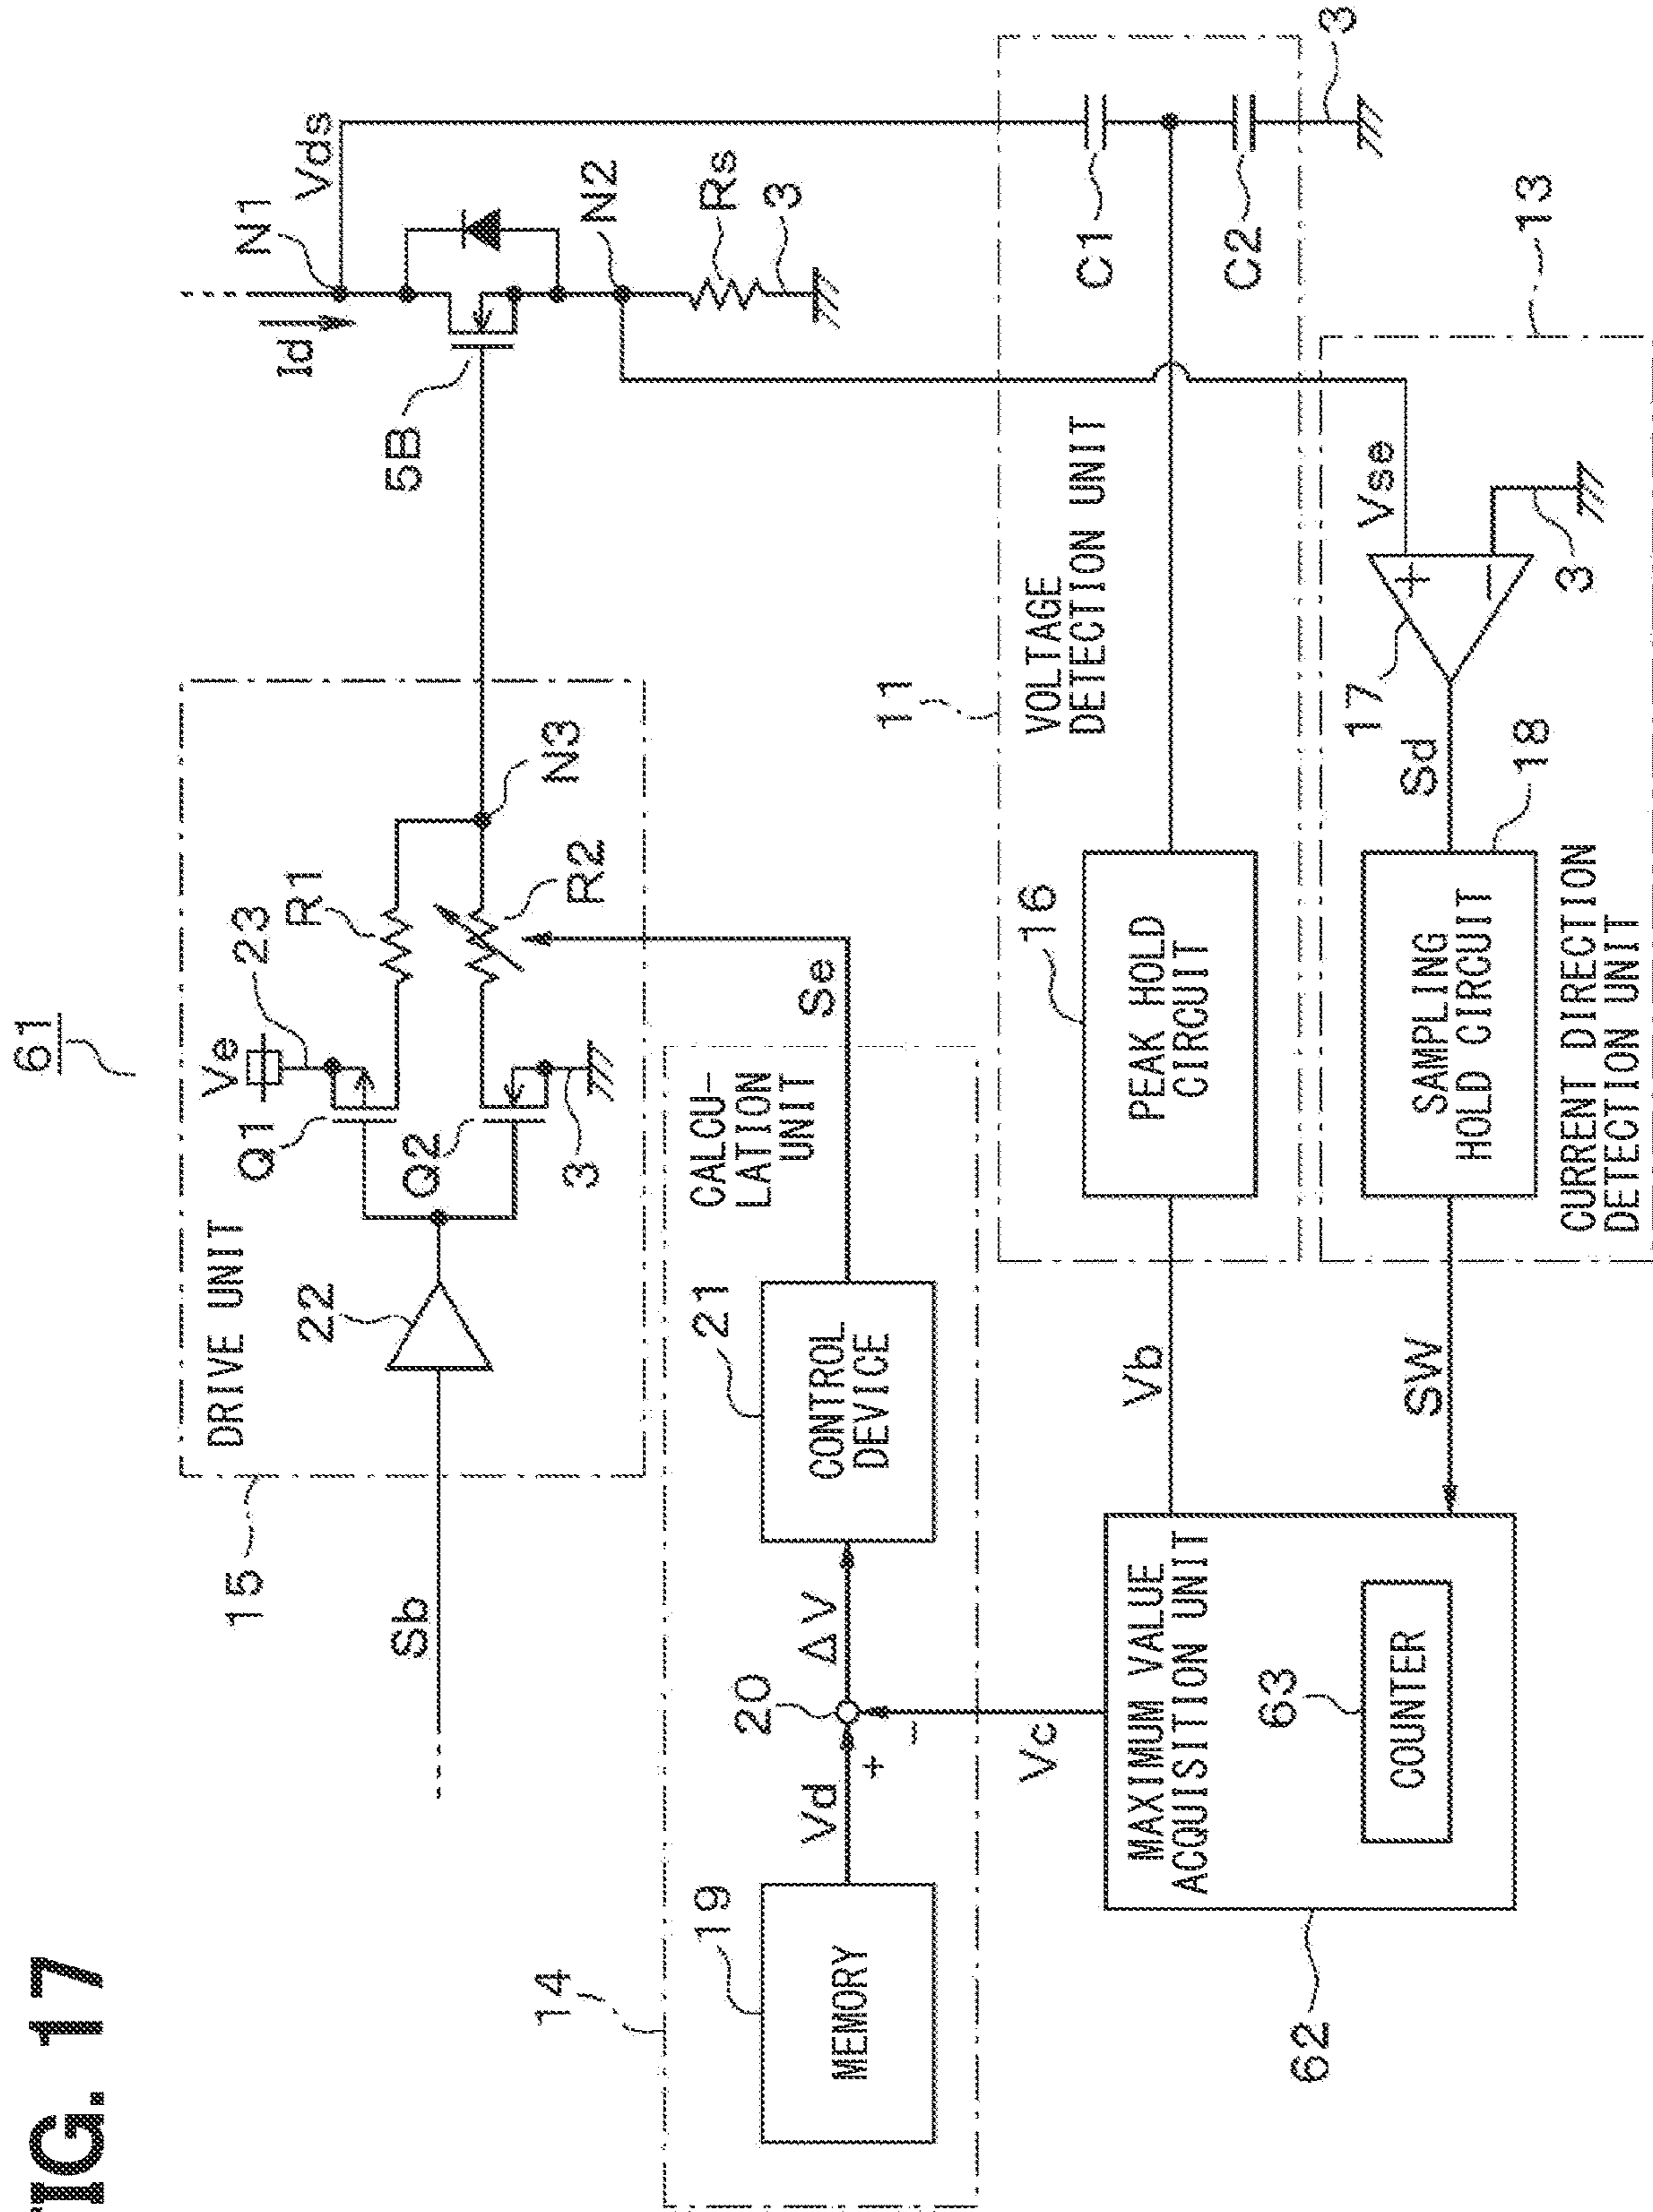 FIG. 17
61
15
DRIVE UNIT
Sb
22
Q1
Ve
23
R1
Q2
3
R2
N3
5B
Id
N1
Vds
N2
Rs
3
14
CALCU-
LATION
UNIT
19
MEMORY
Vd
+
-
20
ΔV
21
CONTROL
DEVICE
Se
Vc
11
VOLTAGE
DETECTION UNIT
16
PEAK HOLD
CIRCUIT
C1
C2
3
Vb
62
MAXIMUM VALUE
ACQUISITION UNIT
63
COUNTER
SW
13
Vse
+
-
3
17
Sd
18
SAMPLING
HOLD CIRCUIT
CURRENT DIRECTION
DETECTION UNIT